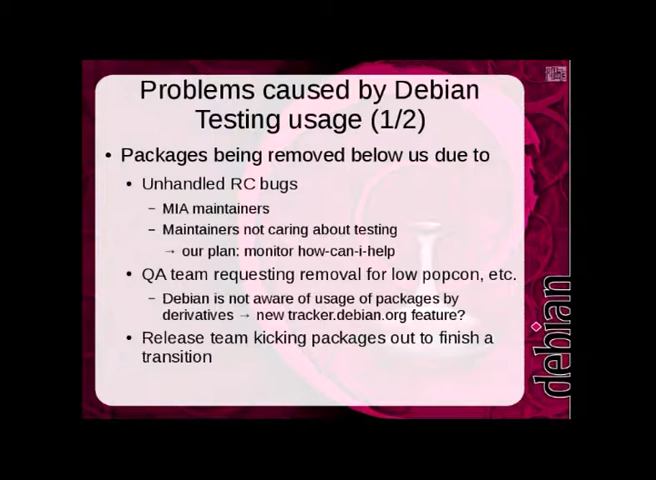 Problems caused by Debian
Testing usage (1/2)
• Packages being removed below us due to
• Unhandled RC bugs
– MIA maintainers
– Maintainers not caring about testing
→ our plan: monitor how-can-i-help
• QA team requesting removal for low popcon, etc.
– Debian is not aware of usage of packages by
derivatives → new tracker.debian.org feature?
• Release team kicking packages out to finish a
transition
debian